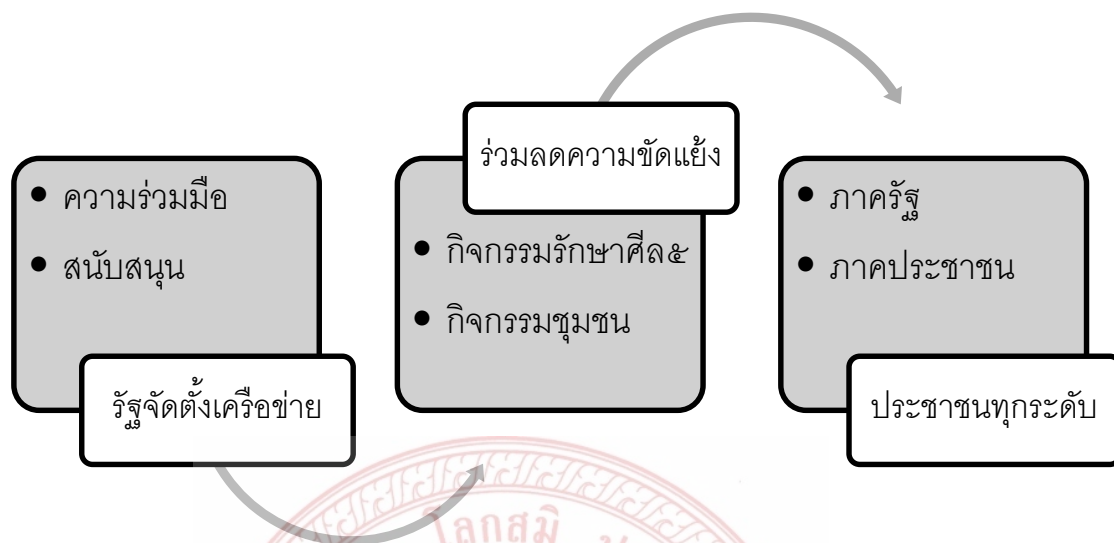 • ความร่วมมือ
• สนับสนุน
รัฐจัดตั้งเครือข่าย
ร่วมลดความขัดแย้ง
• กิจกรรมรักษาศีล๕
• กิจกรรมชุมชน
• ภาครัฐ
• ภาคประชาชน
ประชาชนทุกระดับ